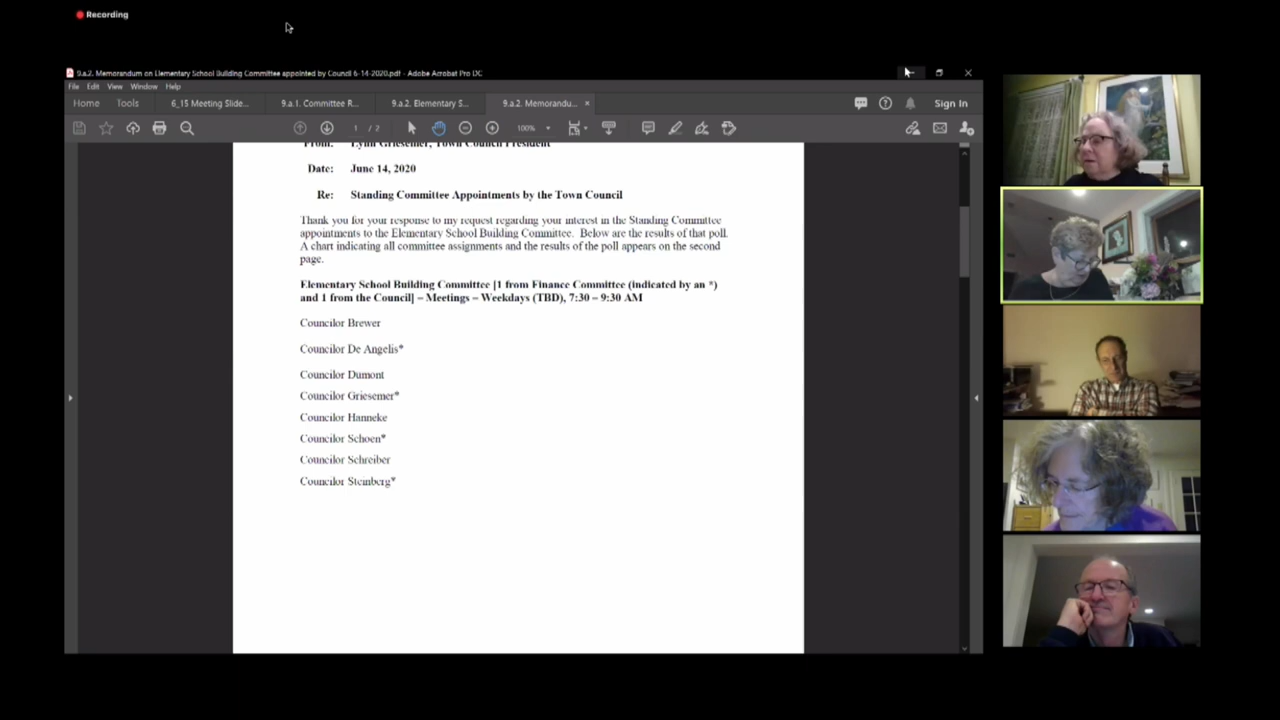 Recording
9.a.2. Memorandum on Elementary School Building Committee appointed by Council 6-14-2020.pdf - Adobe Acrobat Pro DC
File Edit View Window Help
Home Tools 6_15 Meeting Slide... 9.a.1. Committee R... 9.a.2. Elementary S... 9.a.2. Memorandu... × Sign In
1 / 2 100%
From: Lynn Griesemer, Town Council President
Date: June 14, 2020
Re: Standing Committee Appointments by the Town Council
Thank you for your response to my request regarding your interest in the Standing Committee
appointments to the Elementary School Building Committee. Below are the results of that poll.
A chart indicating all committee assignments and the results of the poll appears on the second
page.
Elementary School Building Committee [1 from Finance Committee (indicated by an *)
and 1 from the Council] – Meetings – Weekdays (TBD), 7:30 – 9:30 AM
Councilor Brewer
Councilor De Angelis*
Councilor Dumont
Councilor Griesemer*
Councilor Hanneke
Councilor Schoen*
Councilor Schreiber
Councilor Steinberg*